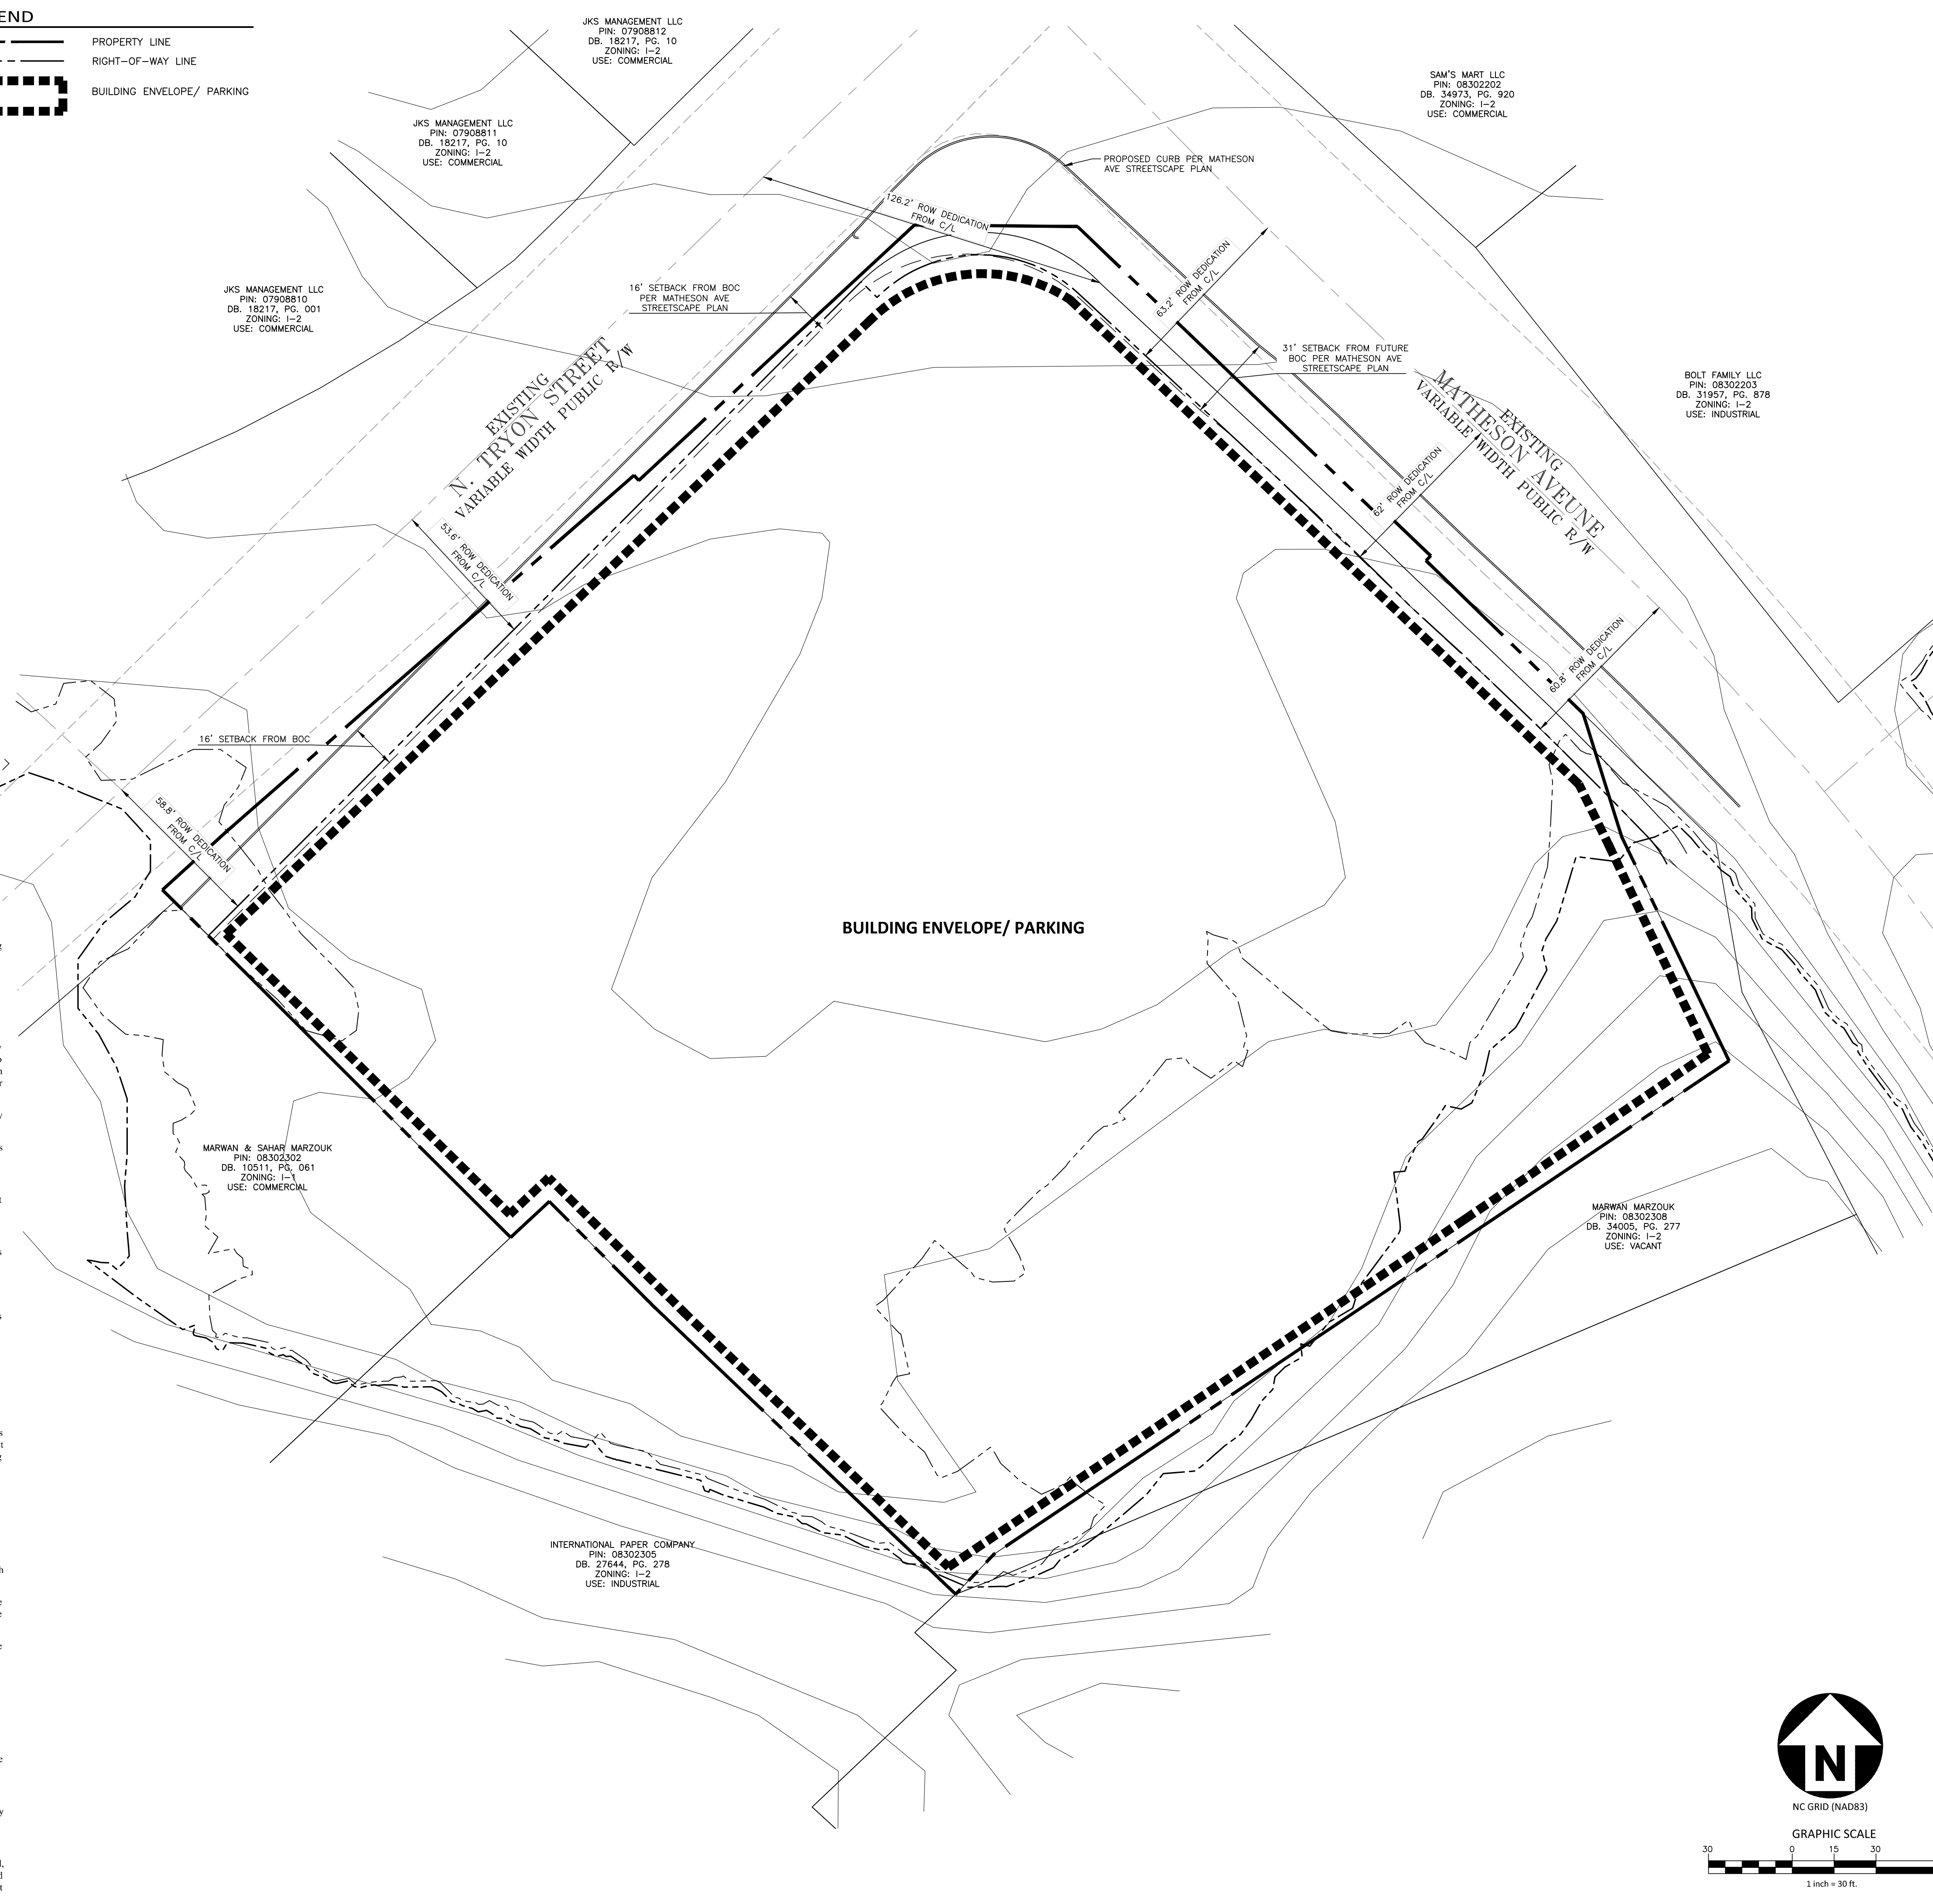 END
PROPERTY LINE
RIGHT-OF-WAY LINE
BUILDING ENVELOPE/ PARKING
JKS MANAGEMENT LLC
PIN: 07908812
DB. 18217, PG. 10
ZONING: I-2
USE: COMMERCIAL
JKS MANAGEMENT LLC
PIN: 07908811
DB. 18217, PG. 10
ZONING: I-2
USE: COMMERCIAL
SAM'S MART LLC
PIN: 08302202
DB. 34973, PG. 920
ZONING: I-2
USE: COMMERCIAL
PROPOSED CURB PER MATHESON
AVE STREETSCAPE PLAN
126.2' ROW DEDICATION
FROM C/L
63.2' ROW DEDICATION
FROM C/L
JKS MANAGEMENT LLC
PIN: 07908810
DB. 18217, PG. 001
ZONING: I-2
USE: COMMERCIAL
16' SETBACK FROM BOC
PER MATHESON AVE
STREETSCAPE PLAN
31' SETBACK FROM FUTURE
BOC PER MATHESON AVE
STREETSCAPE PLAN
EXISTING
N. TRYON STREET
VARIABLE WIDTH PUBLIC R/W
EXISTING
MATHESON AVEUNE
VARIABLE WIDTH PUBLIC R/W
BOLT FAMILY LLC
PIN: 08302203
DB. 31957, PG. 878
ZONING: I-2
USE: INDUSTRIAL
62' ROW DEDICATION
FROM C/L
53.6' ROW DEDICATION
FROM C/L
60.8' ROW DEDICATION
FROM C/L
16' SETBACK FROM BOC
58.8' ROW DEDICATION
FROM C/L
BUILDING ENVELOPE/ PARKING
MARWAN & SAHAR MARZOUK
PIN: 08302302
DB. 10511, PG. 061
ZONING: I-1
USE: COMMERCIAL
MARWAN MARZOUK
PIN: 08302308
DB. 34005, PG. 277
ZONING: I-2
USE: VACANT
INTERNATIONAL PAPER COMPANY
PIN: 08302305
DB. 27644, PG. 278
ZONING: I-2
USE: INDUSTRIAL
N
NC GRID (NAD83)
GRAPHIC SCALE
30 0 15 30
1 inch = 30 ft.